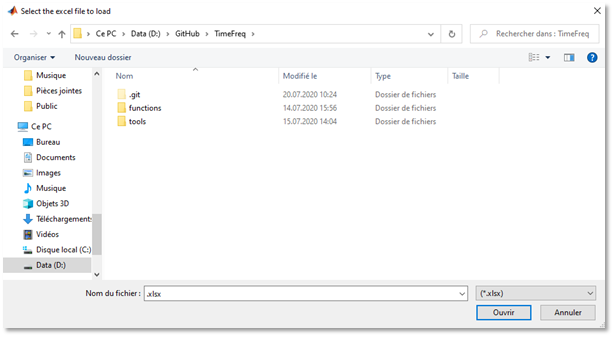 Select the excel file to load
Ce PC > Data (D:) > GitHub > TimeFreq >
Rechercher dans : TimeFreq
Organiser
Nouveau dossier
Musique
Pièces jointes
Public
Ce PC
Bureau
Documents
Images
Musique
Objets 3D
Téléchargements
Vidéos
Disque local (C:)
Data (D:)
Nom Modifié le Type Taille
.git 20.07.2020 10:24 Dossier de fichiers
functions 14.07.2020 15:56 Dossier de fichiers
tools 15.07.2020 14:04 Dossier de fichiers
Nom du fichier : .xlsx (*.xlsx)
Ouvrir Annuler